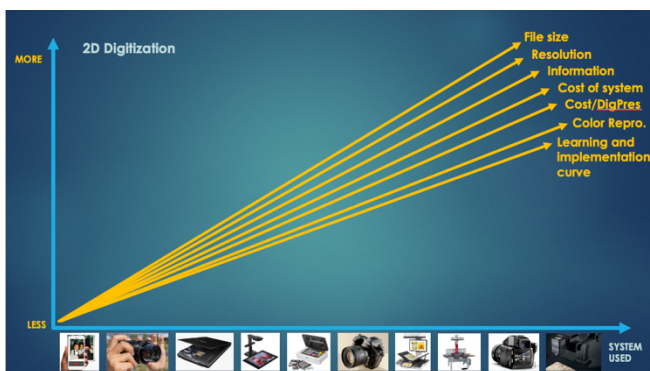 2D Digitization
MORE
File size
Resolution
Information
Cost of system
Cost/DigPres
Color Repro.
Learning and
implementation
curve
LESS
SYSTEM
USED